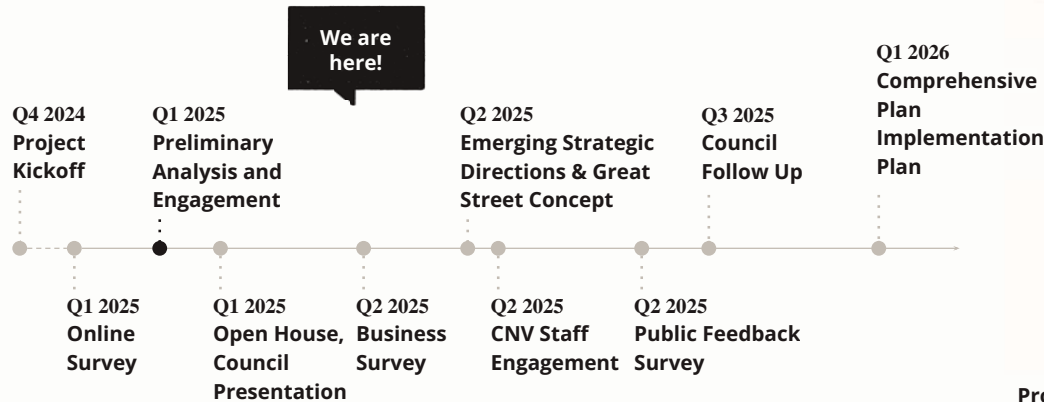 We are
here!
Q4 2024
Project
Kickoff
Q1 2025
Preliminary
Analysis and
Engagement
Q2 2025
Emerging Strategic
Directions & Great
Street Concept
Q3 2025
Council
Follow Up
Q1 2026
Comprehensive
Plan
Implementation
Plan
Q1 2025
Online
Survey
Q1 2025
Open House,
Council
Presentation
Q2 2025
Business
Survey
Q2 2025
CNV Staff
Engagement
Q2 2025
Public Feedback
Survey